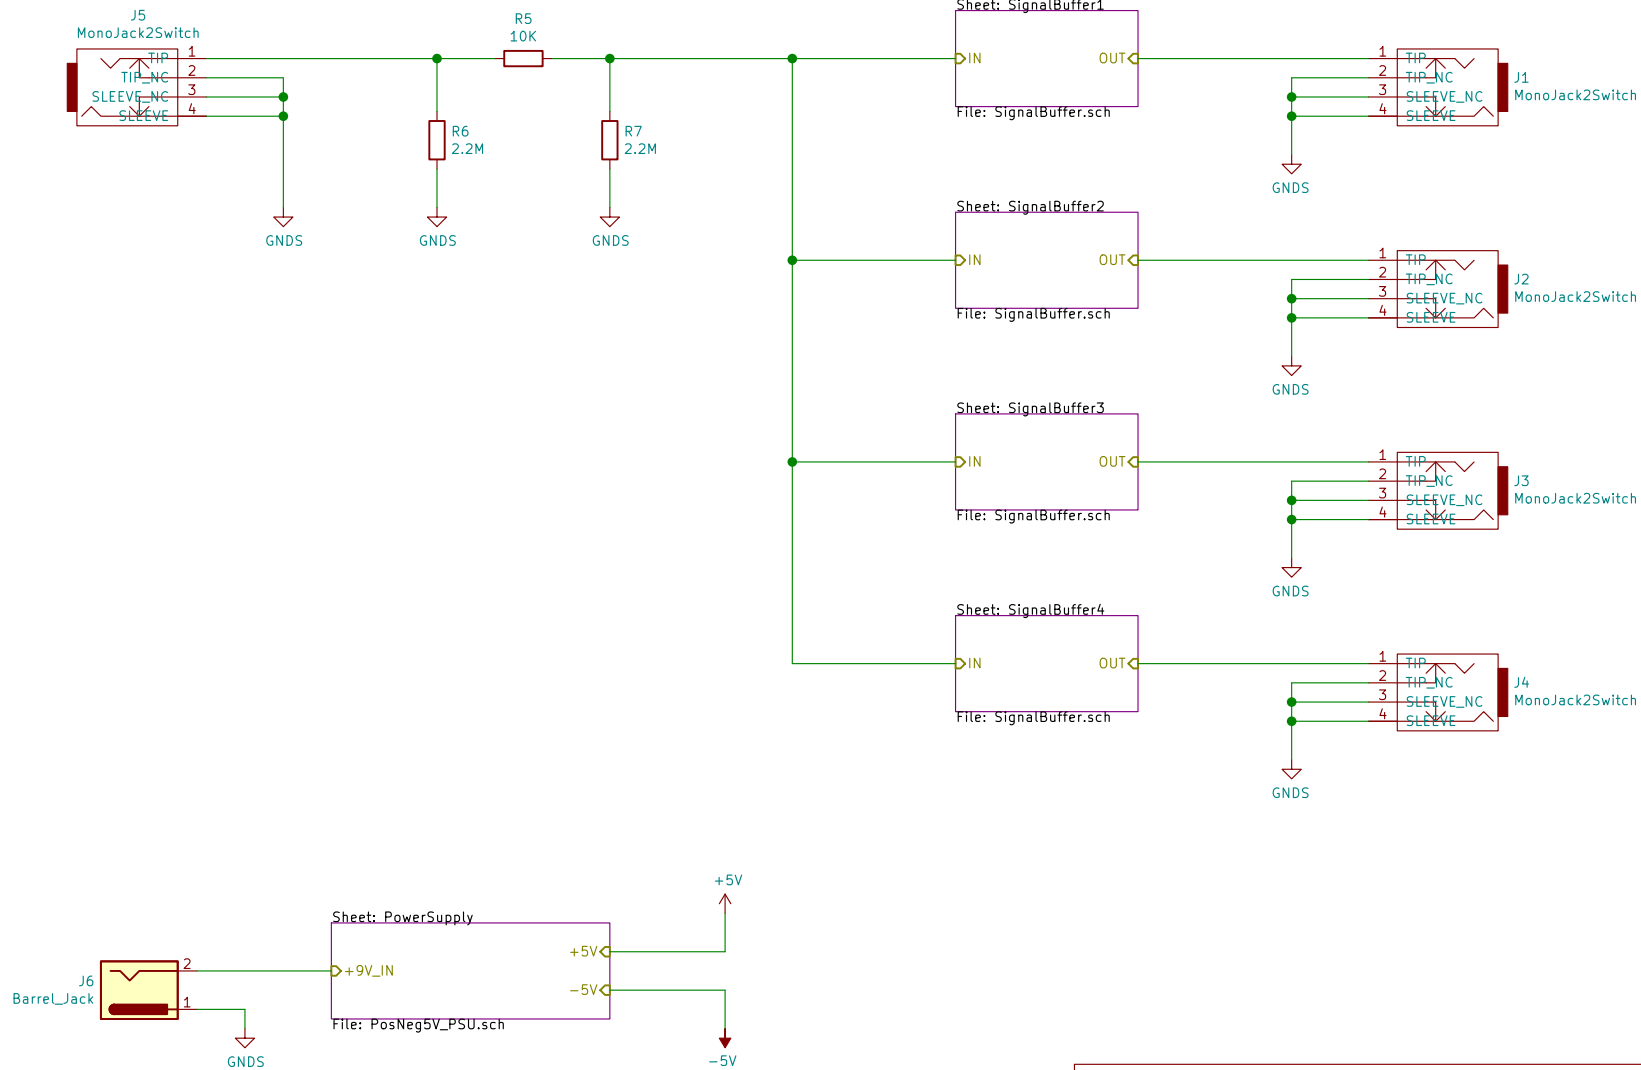 J5
MonoJack2Switch
TIP 1
TIP_NC 2
SLEEVE_NC 3
SLEEVE 4
GNDS
R5
10K
R6
2.2M
GNDS
R7
2.2M
GNDS
Sheet: SignalBuffer1
IN OUT
File: SignalBuffer.sch
1 TIP
2 TIP_NC
3 SLEEVE_NC
4 SLEEVE
J1
MonoJack2Switch
GNDS
Sheet: SignalBuffer2
IN OUT
File: SignalBuffer.sch
1 TIP
2 TIP_NC
3 SLEEVE_NC
4 SLEEVE
J2
MonoJack2Switch
GNDS
Sheet: SignalBuffer3
IN OUT
File: SignalBuffer.sch
1 TIP
2 TIP_NC
3 SLEEVE_NC
4 SLEEVE
J3
MonoJack2Switch
GNDS
Sheet: SignalBuffer4
IN OUT
File: SignalBuffer.sch
1 TIP
2 TIP_NC
3 SLEEVE_NC
4 SLEEVE
J4
MonoJack2Switch
GNDS
J6
Barrel_Jack
2
1
GNDS
Sheet: PowerSupply
+9V_IN
+5V
-5V
File: PosNeg5V_PSU.sch
+5V
-5V